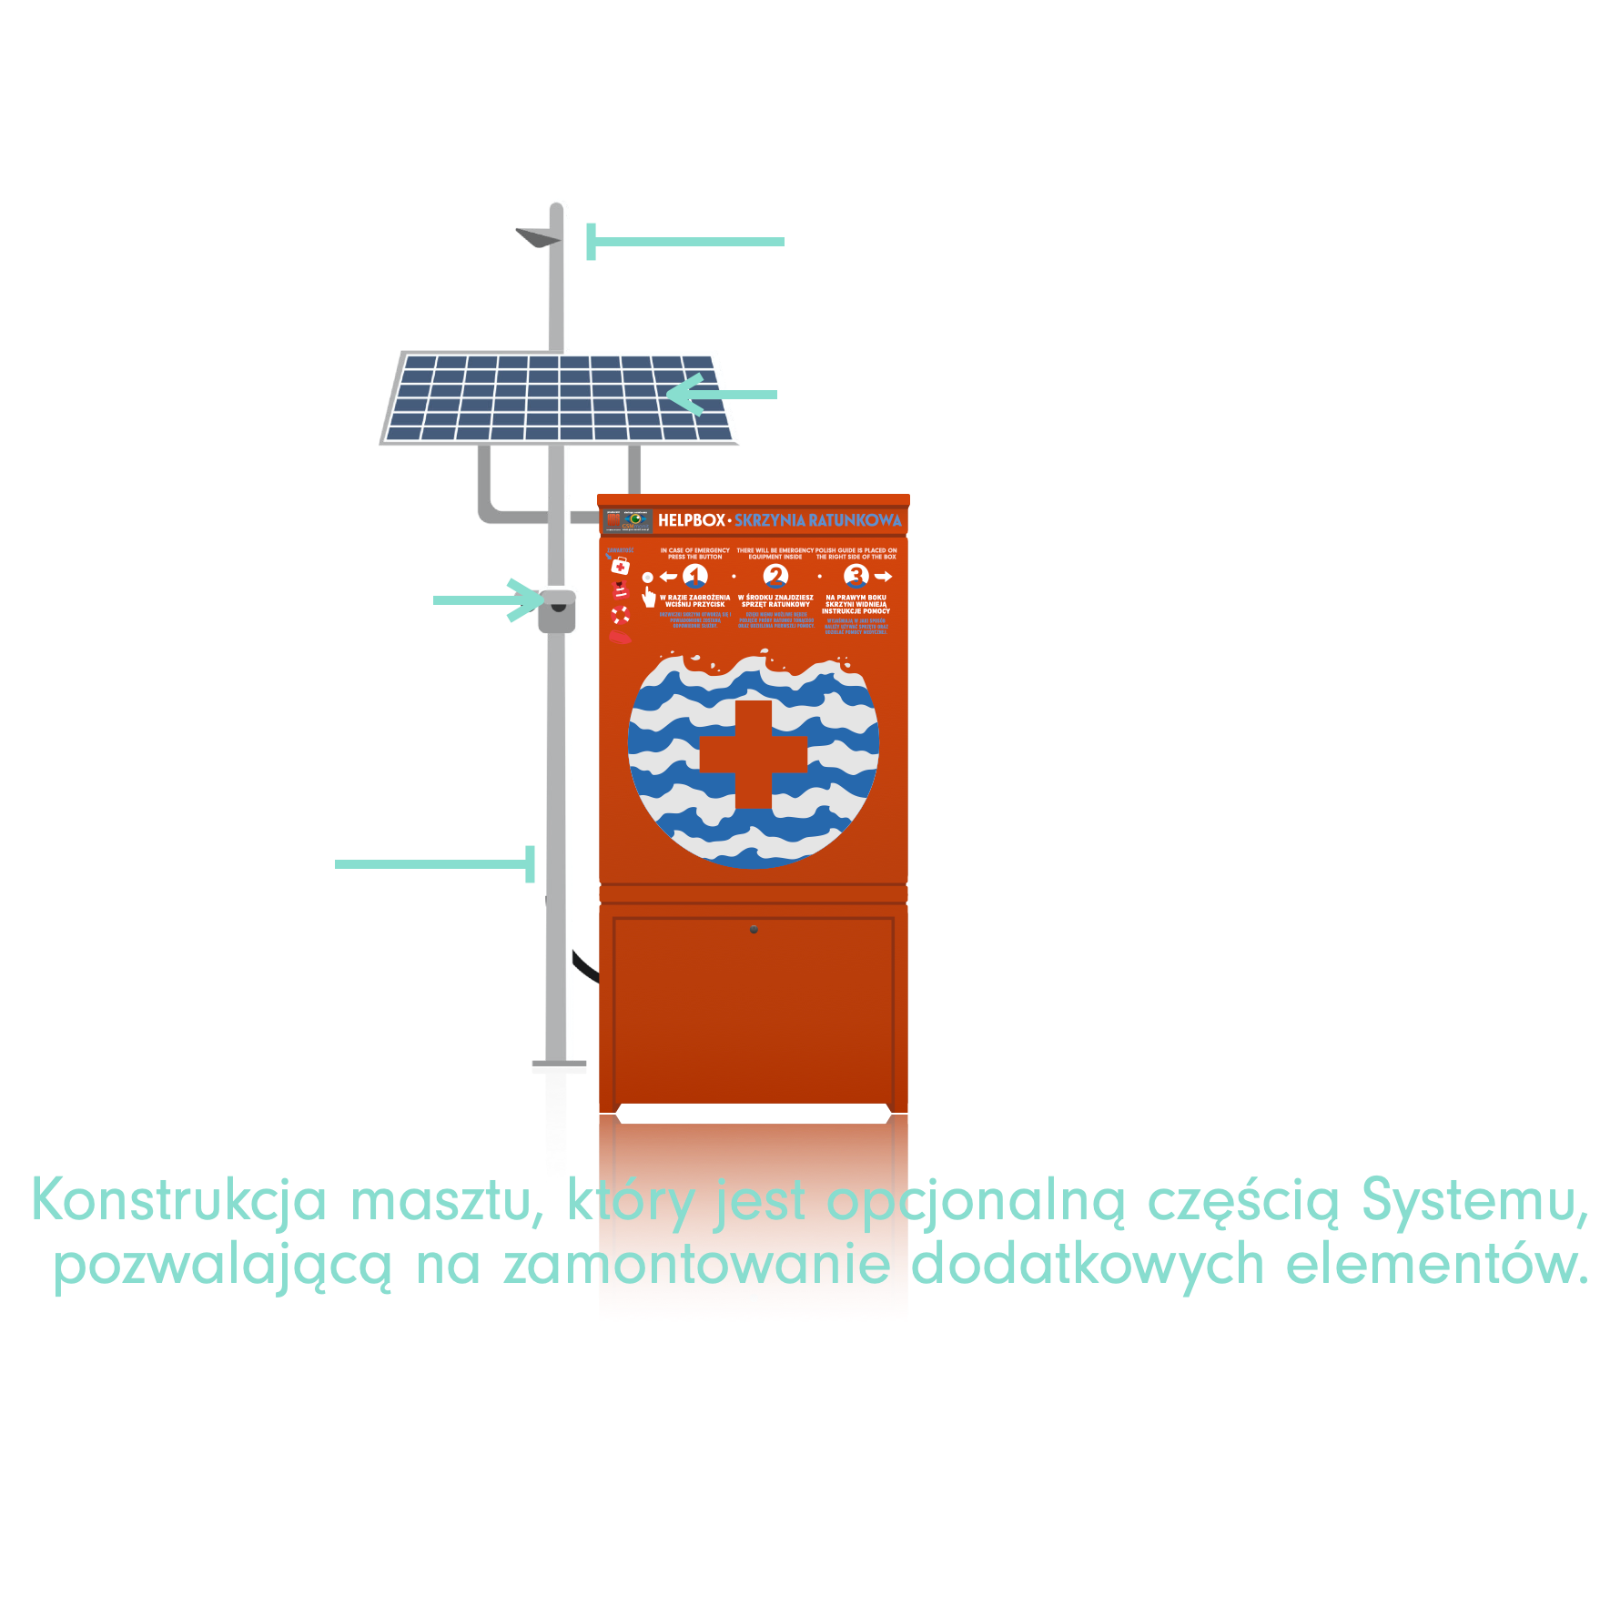 HELPBOX • SKRZYNIA RATUNKOWA
IN CASE OF EMERGENCY
PRESS THE BUTTON
THERE WILL BE EMERGENCY
EQUIPMENT INSIDE
POLISH GUIDE IS PLACED ON
THE RIGHT SIDE OF THE BOX
1
2
3
W RAZIE ZAGROŻENIA
WCIŚNIJ PRZYCISK
W ŚRODKU ZNAJDZIESZ
SPRZĘT RATUNKOWY
NA PRAWYM BOKU
SKRZYNI WIDNIEJĄ
INSTRUKCJE POMOCY
Konstrukcja masztu, który jest opcjonalną częścią Systemu,
pozwalającą na zamontowanie dodatkowych elementów.